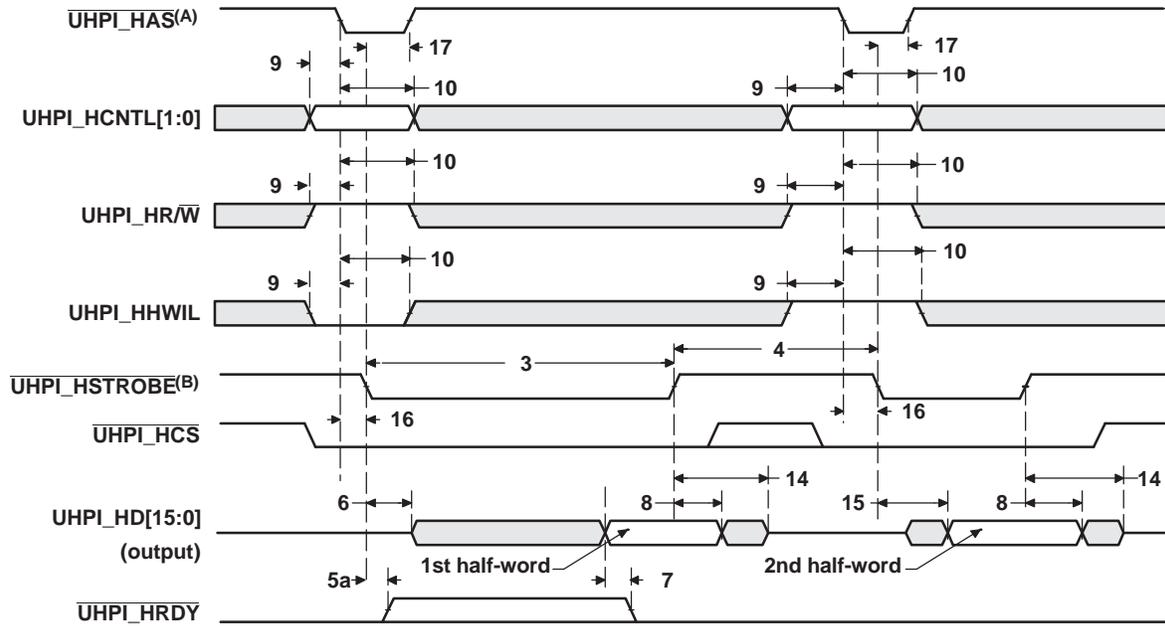 UHPI_HAS(A)
17
17
9
10
10
9
UHPI_HCNTL[1:0]
10
10
9
9
UHPI_HR/W
10
10
9
9
UHPI_HHWIL
3
4
UHPI_HSTROBE(B)
16
16
UHPI_HCS
14
14
6
8
15
8
UHPI_HD[15:0]
(output)
1st half-word
2nd half-word
5a
7
UHPI_HRDY